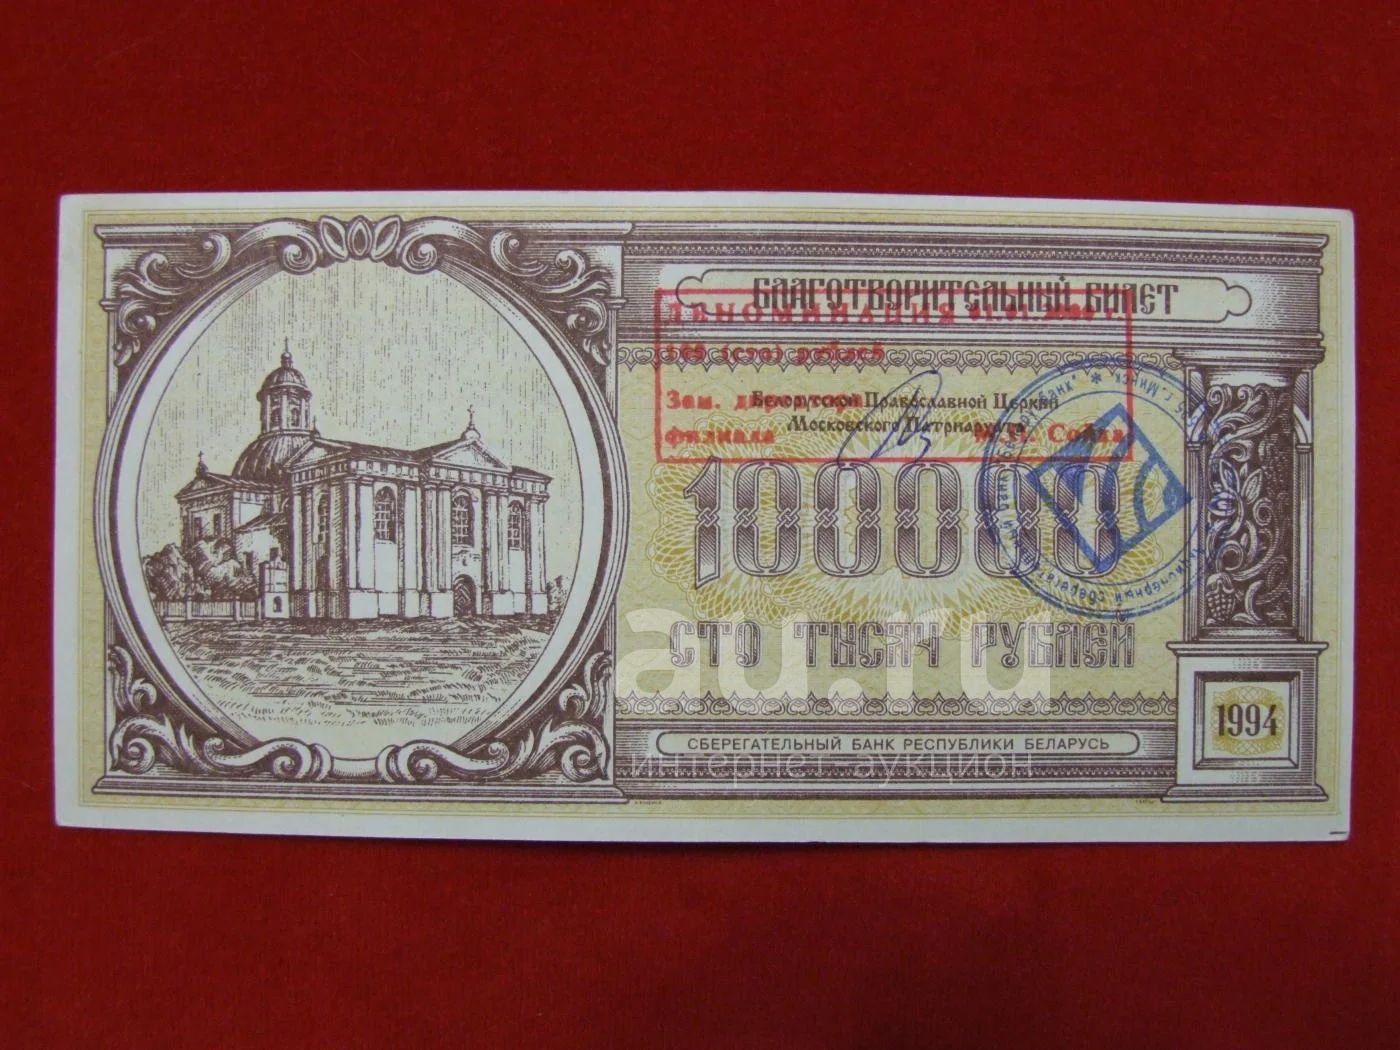 БЛАГОТВОРИТЕЛЬНЫЙ БИЛЕТ
ДЕНОМИНАЦИЯ
100 (сто) рублей
Белорусской Православной Церкви
Московского Патриархата
Зам.
филиала
100000
СТО ТЫСЯЧ РУБЛЕЙ
au.ru
интернет-аукцион
СБЕРЕГАТЕЛЬНЫЙ БАНК РЕСПУБЛИКИ БЕЛАРУСЬ
1994
г. Минск